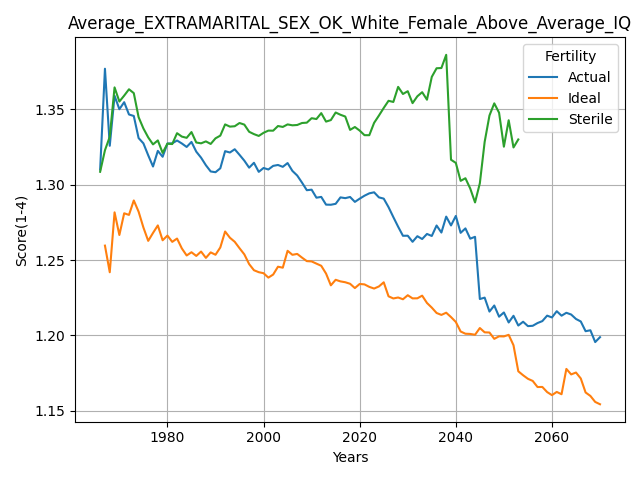 Average_EXTRAMARITAL_SEX_OK_White_Female_Above_Average_IQ
Fertility
Actual
Ideal
Sterile
Score(1-4)
1.35
1.30
1.25
1.20
1.15
1980
2000
2020
2040
2060
Years